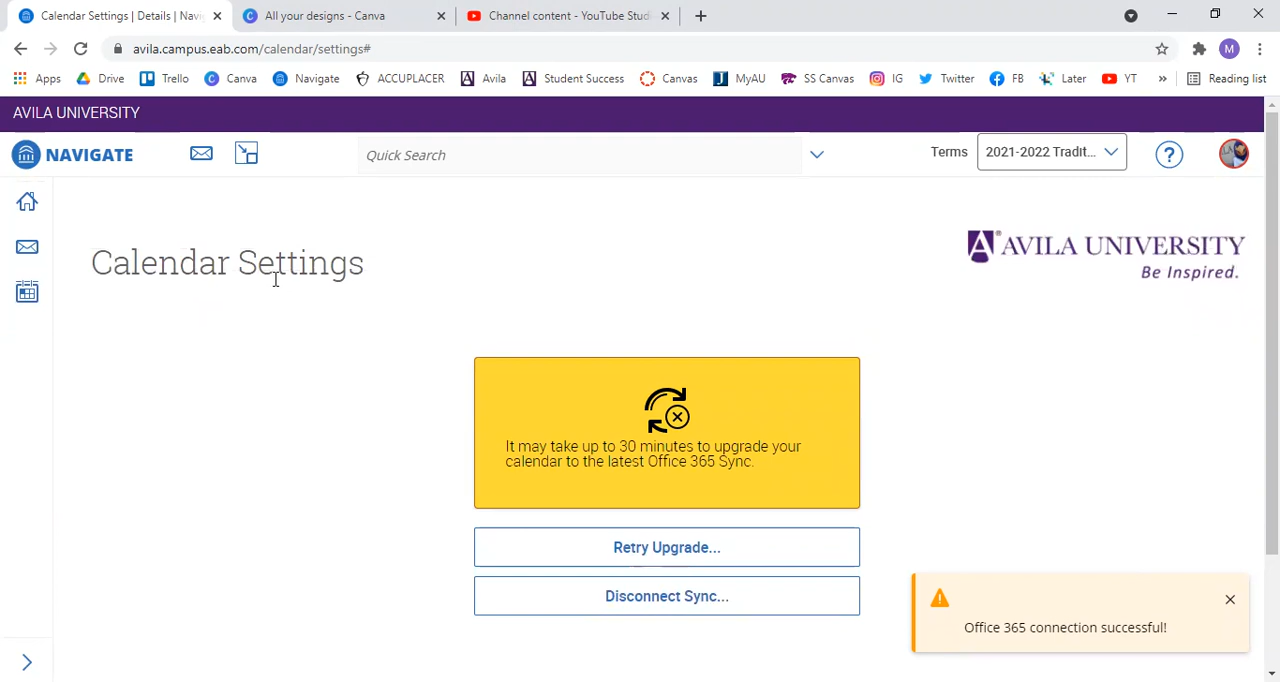 Calendar Settings | Details | Navi
All your designs - Canva
Channel content - YouTube Stud
avila.campus.eab.com/calendar/settings#
M
Apps
Drive
Trello
Canva
Navigate
ACCUPLACER
Avila
Student Success
Canvas
MyAU
SS Canvas
IG
Twitter
FB
Later
YT
»
Reading list
AVILA UNIVERSITY
NAVIGATE
Quick Search
Terms
2021-2022 Tradit...
?
Calendar Settings
AVILA UNIVERSITY®
Be Inspired.
It may take up to 30 minutes to upgrade your
calendar to the latest Office 365 Sync.
Retry Upgrade...
Disconnect Sync...
Office 365 connection successful!